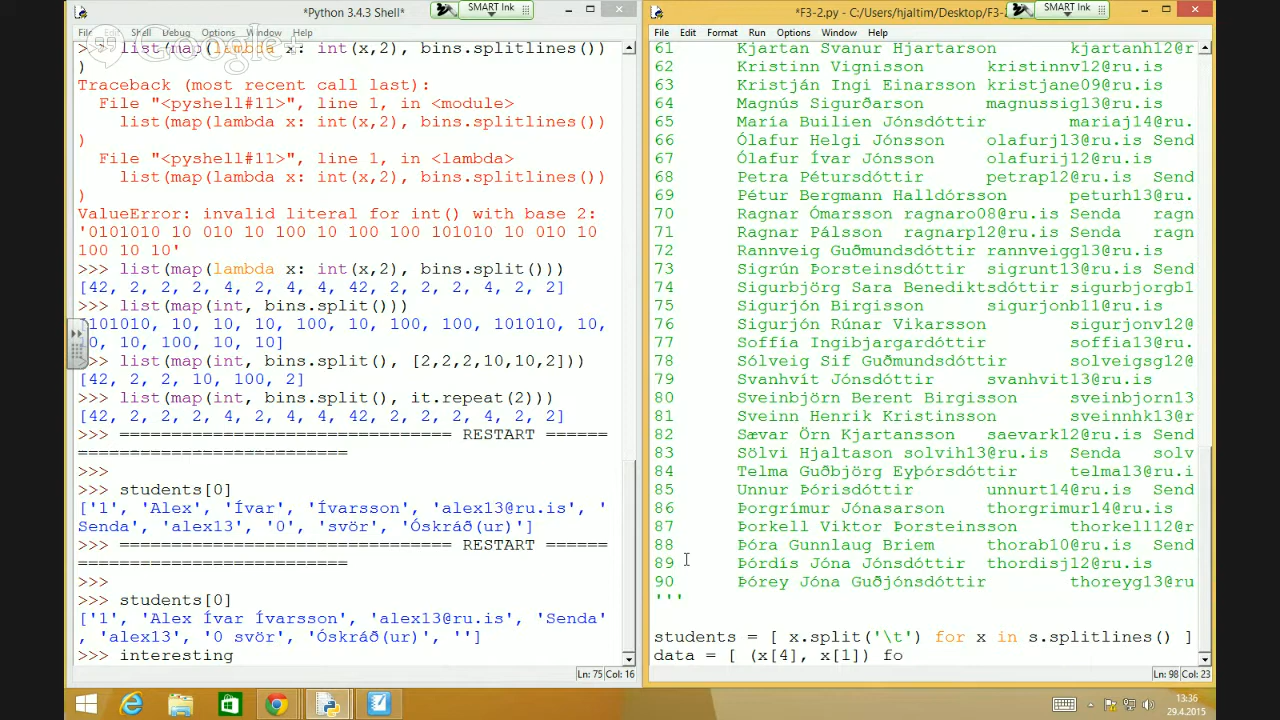 *Python 3.4.3 Shell*
SMART Ink
File Edit Shell Debug Options Window Help
Google+
>>> list(map(lambda x: int(x,2), bins.splitlines())
)
Traceback (most recent call last):
File "<pyshell#11>", line 1, in <module>
list(map(lambda x: int(x,2), bins.splitlines())
)
File "<pyshell#11>", line 1, in <lambda>
list(map(lambda x: int(x,2), bins.splitlines())
)
ValueError: invalid literal for int() with base 2:
'0101010 10 010 10 100 10 100 100 101010 10 010 10
100 10 10'
>>> list(map(lambda x: int(x,2), bins.split()))
[42, 2, 2, 2, 4, 2, 4, 4, 42, 2, 2, 2, 4, 2, 2]
>>> list(map(int, bins.split()))
101010, 10, 10, 10, 100, 10, 100, 100, 101010, 10,
0, 10, 100, 10, 10]
>>> list(map(int, bins.split(), [2,2,2,10,10,2]))
[42, 2, 2, 10, 100, 2]
>>> list(map(int, bins.split(), it.repeat(2)))
[42, 2, 2, 2, 4, 2, 4, 4, 42, 2, 2, 2, 4, 2, 2]
>>> ================================ RESTART ======
==========================
>>>
>>> students[0]
['1', 'Alex', 'Ívar', 'Ívarsson', 'alex13@ru.is', '
Senda', 'alex13', '0', 'svör', 'Óskráð(ur)']
>>> ================================ RESTART ======
==========================
>>>
>>> students[0]
['1', 'Alex Ívar Ívarsson', 'alex13@ru.is', 'Senda'
, 'alex13', '0 svör', 'Óskráð(ur)', '']
>>> interesting
Ln: 75 Col: 16
*F3-2.py - C:/Users/hjaltim/Desktop/F3-2
SMART Ink
File Edit Format Run Options Window Help
61 Kjartan Svanur Hjartarson kjartanh12@r
62 Kristinn Vignisson kristinnv12@ru.is
63 Kristján Ingi Einarsson kristjane09@ru.is
64 Magnús Sigurðarson magnussig13@ru.is
65 María Builien Jónsdóttir mariaj14@ru.
66 Ólafur Helgi Jónsson olafurj13@ru.is Send
67 Ólafur Ívar Jónsson olafurij12@ru.is
68 Petra Pétursdóttir petrap12@ru.is Send
69 Pétur Bergmann Halldórsson peturh13@ru.
70 Ragnar Ómarsson ragnaro08@ru.is Senda ragn
71 Ragnar Pálsson ragnarp12@ru.is Senda ragn
72 Rannveig Guðmundsdóttir rannveigg13@ru.is
73 Sigrún Þorsteinsdóttir sigrunt13@ru.is Send
74 Sigurbjörg Sara Benediktsdóttir sigurbjorgb1
75 Sigurjón Birgisson sigurjonb11@ru.is
76 Sigurjón Rúnar Vikarsson sigurjonv12@
77 Soffía Ingibjargardóttir soffia13@ru.
78 Sólveig Sif Guðmundsdóttir solveigsg12@
79 Svanhvít Jónsdóttir svanhvit13@ru.is
80 Sveinbjörn Berent Birgisson sveinbjorn13
81 Sveinn Henrik Kristinsson sveinnhk13@r
82 Sævar Örn Kjartansson saevark12@ru.is Send
83 Sölvi Hjaltason solvih13@ru.is Senda solv
84 Telma Guðbjörg Eyþórsdóttir telma13@ru.i
85 Unnur Þórisdóttir unnurt14@ru.is Send
86 Þorgrímur Jónasarson thorgrimur14@ru.is
87 Þorkell Viktor Þorsteinsson thorkell12@r
88 Þóra Gunnlaug Briem thorab10@ru.is Send
89 Þórdís Jóna Jónsdóttir thordisj12@ru.is
90 Þórey Jóna Guðjónsdóttir thoreyg13@ru
'''
students = [ x.split('\t') for x in s.splitlines() ]
data = [ (x[4], x[1]) fo
Ln: 98 Col: 23
13:36
29.4.2015